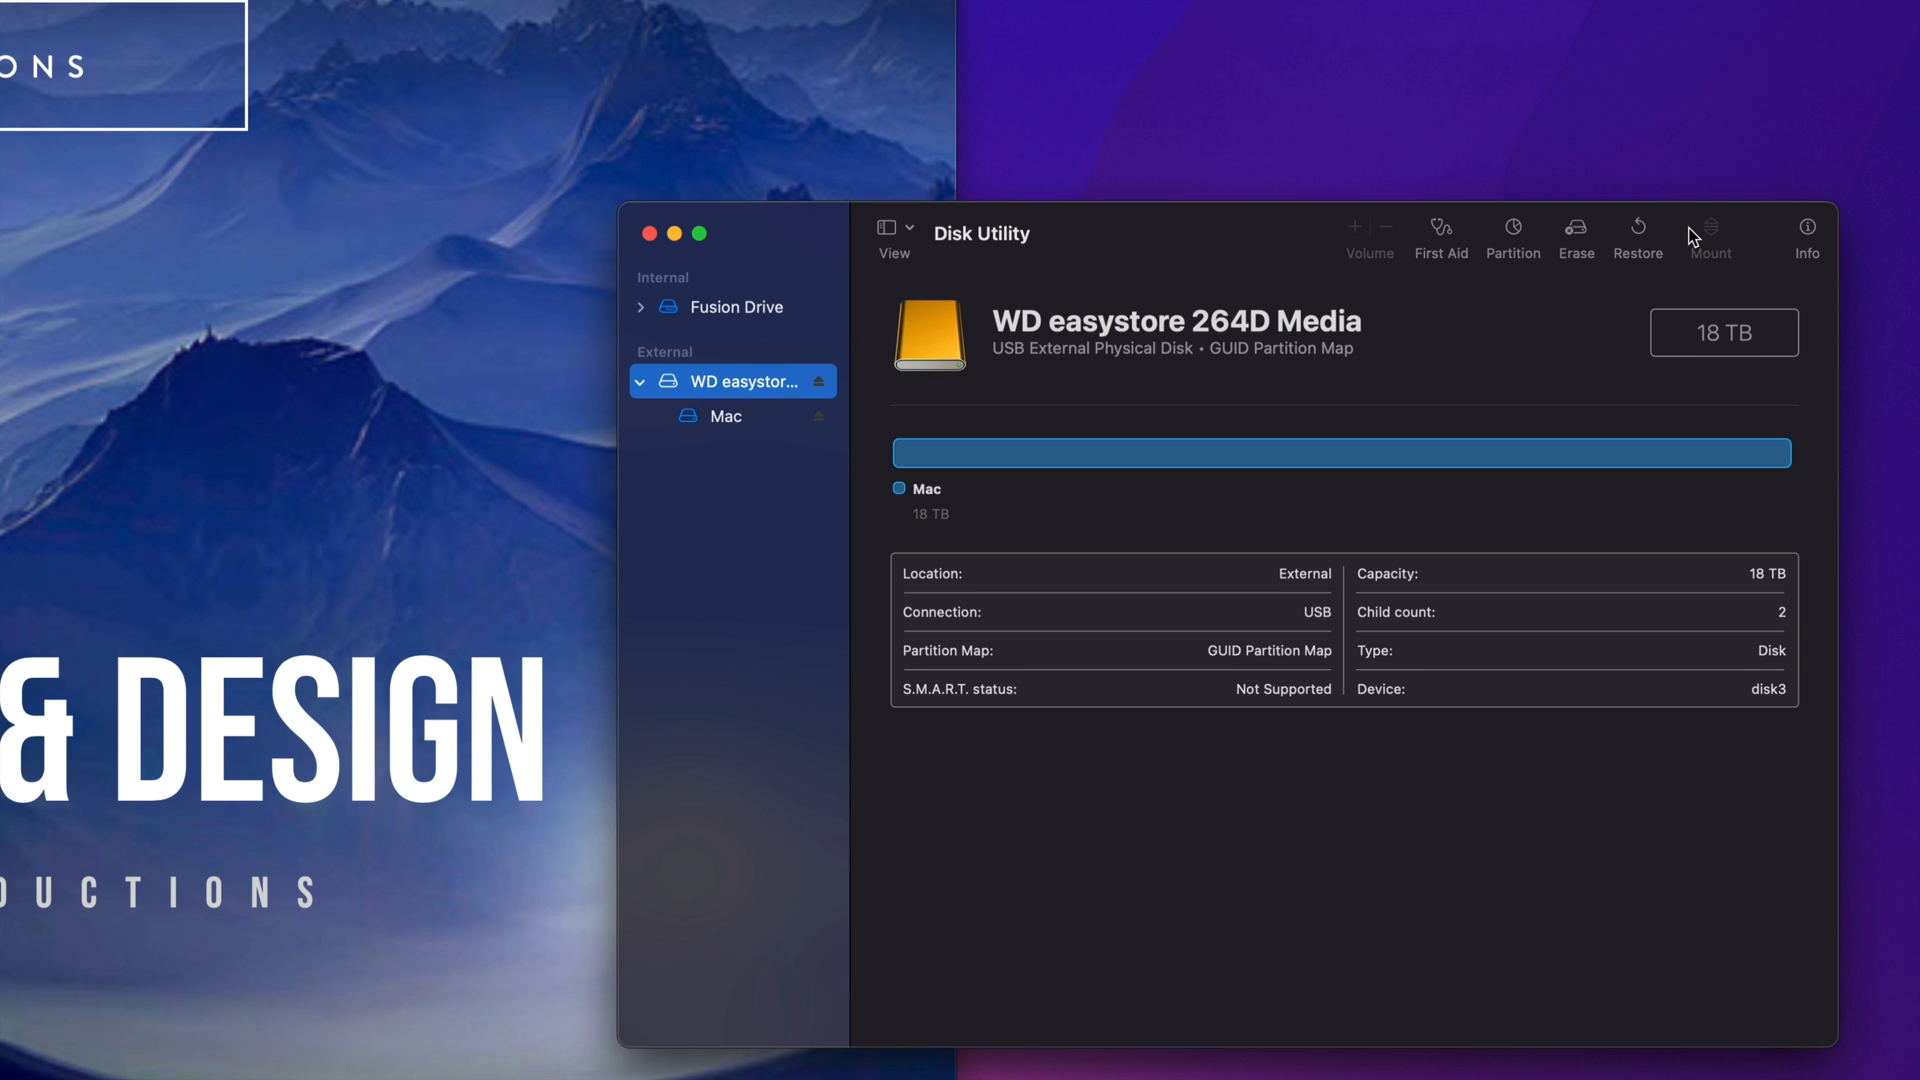 ONS
& DESIGN
DUCTIONS
View
Disk Utility
Volume
First Aid
Partition
Erase
Restore
Mount
Info
Internal
Fusion Drive
External
WD easystor...
Mac
WD easystore 264D Media
USB External Physical Disk • GUID Partition Map
18 TB
Mac
18 TB
Location: External
Capacity: 18 TB
Connection: USB
Child count: 2
Partition Map: GUID Partition Map
Type: Disk
S.M.A.R.T. status: Not Supported
Device: disk3